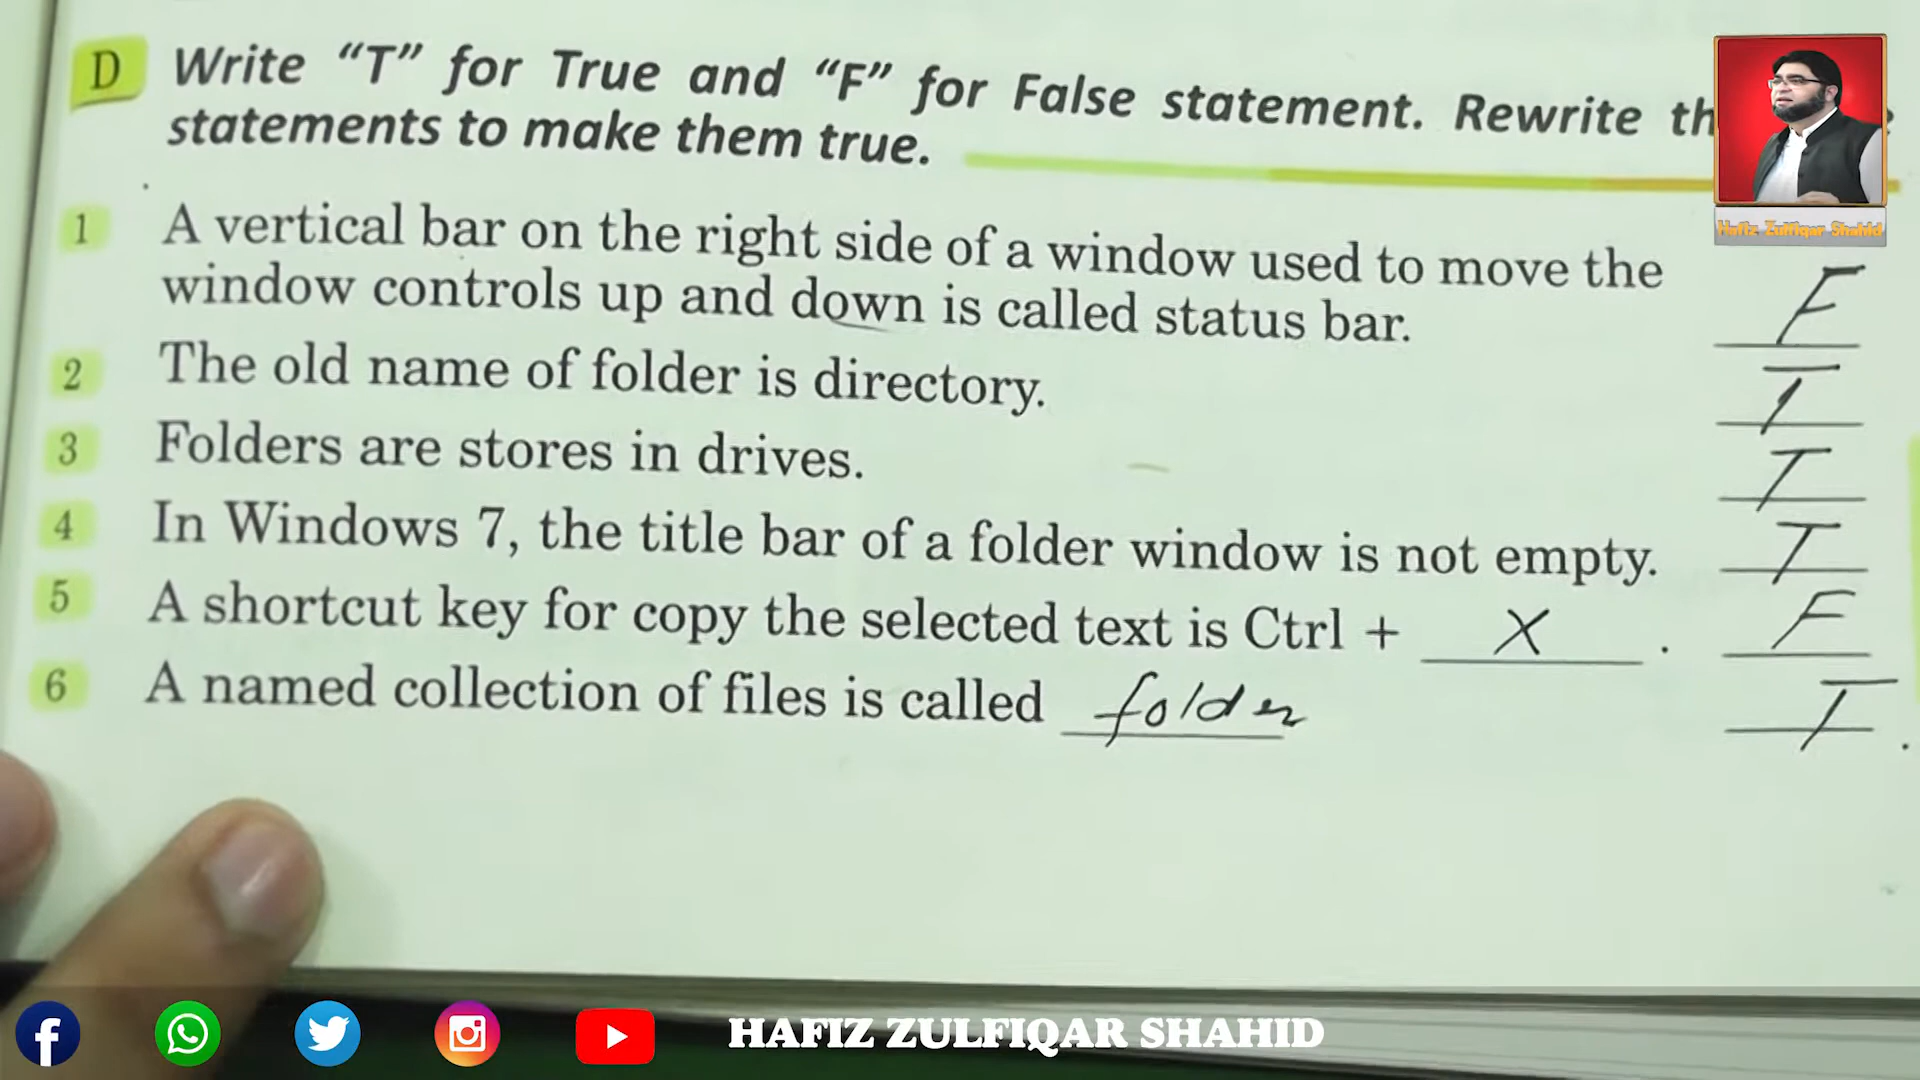 D Write “T” for True and “F” for False statement. Rewrite
statements to make them true.
1 A vertical bar on the right side of a window used to move the
window controls up and down is called status bar. F
2 The old name of folder is directory. T
3 Folders are stores in drives. T
4 In Windows 7, the title bar of a folder window is not empty. T
5 A shortcut key for copy the selected text is Ctrl + X . F
6 A named collection of files is called folder T
Hafiz Zulfiqar Shahid
HAFIZ ZULFIQAR SHAHID